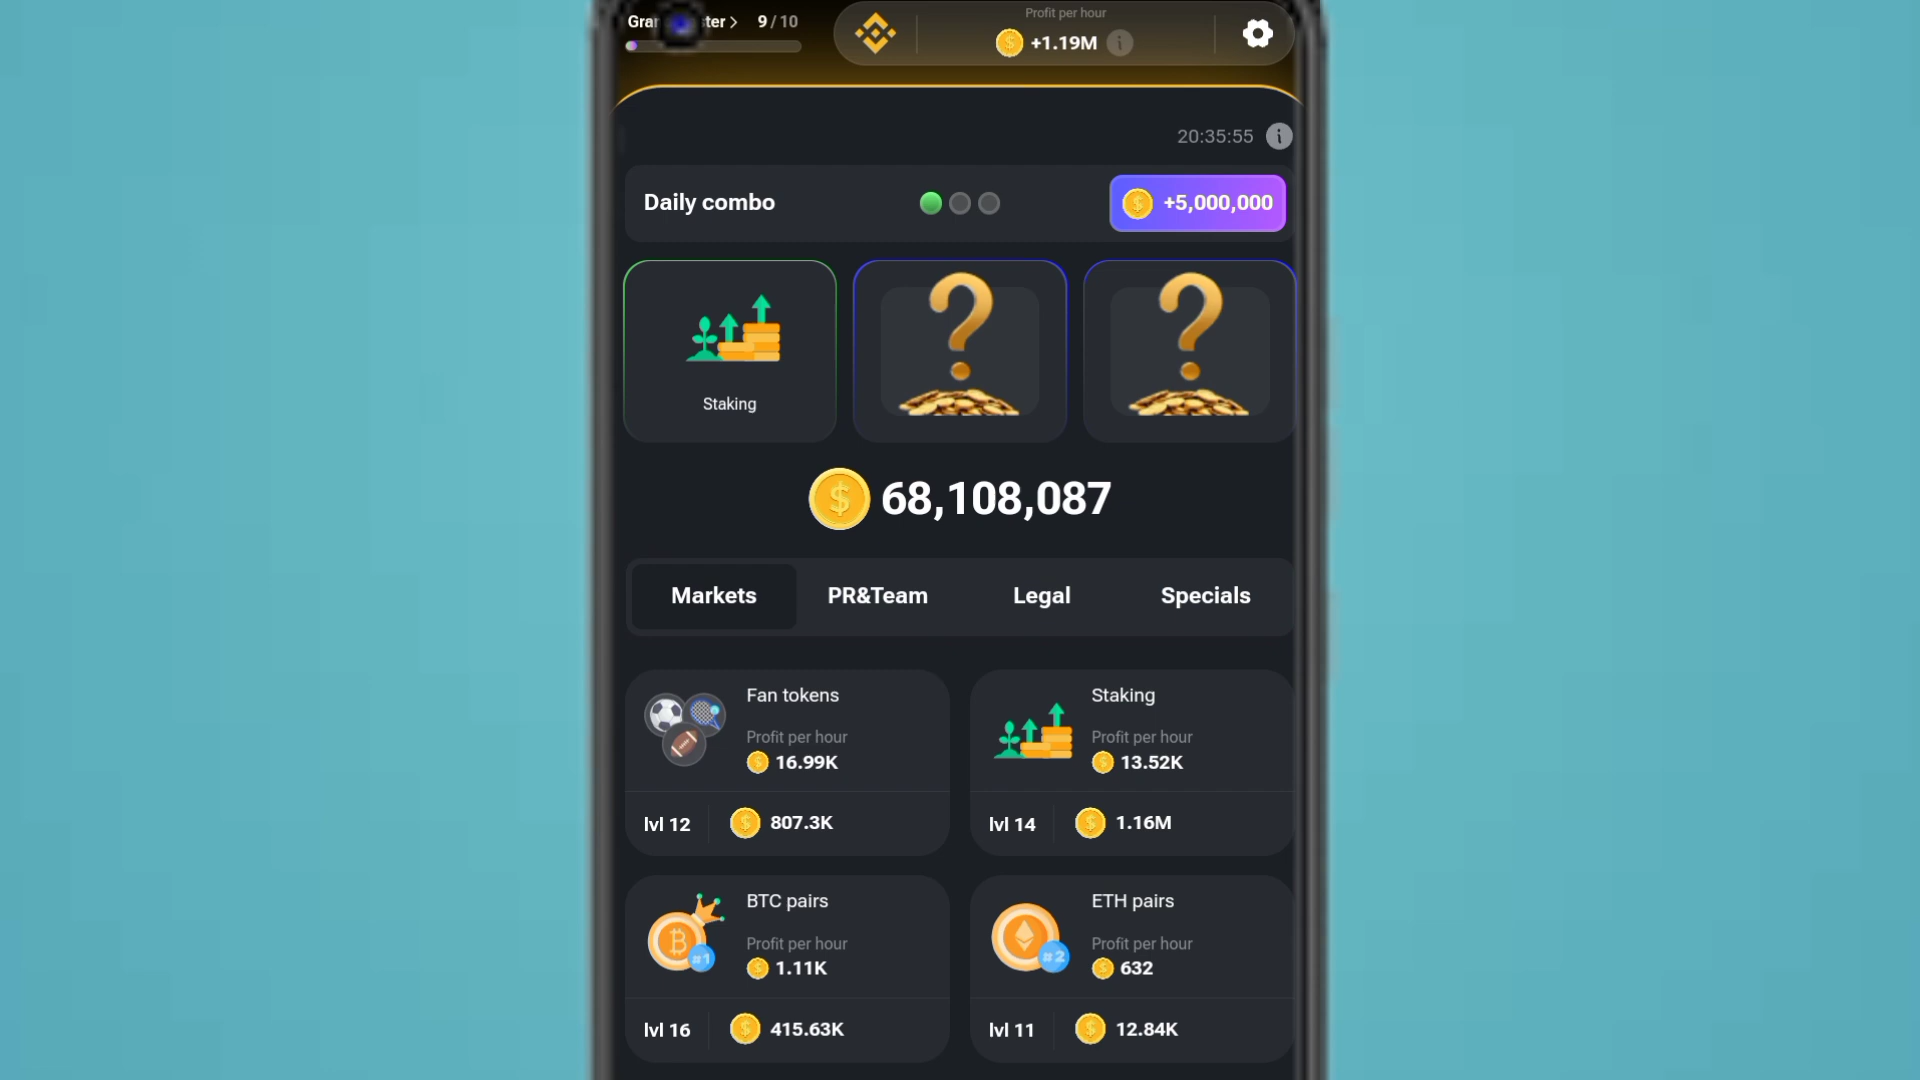 9 / 10
Profit per hour
+1.19M
20:35:55
Daily combo
+5,000,000
Staking
68,108,087
Markets PR&Team Legal Specials
Fan tokens
Profit per hour
16.99K
lvl 12 807.3K
Staking
Profit per hour
13.52K
lvl 14 1.16M
BTC pairs
#1
Profit per hour
1.11K
lvl 16 415.63K
ETH pairs
#2
Profit per hour
632
lvl 11 12.84K